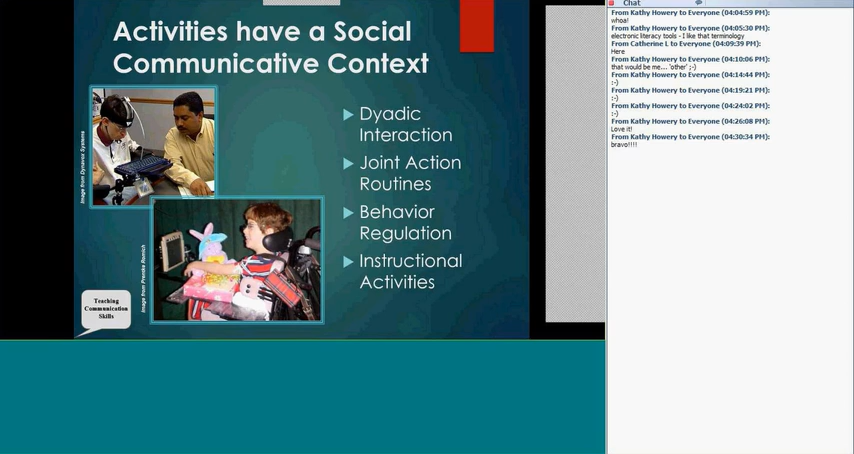 Activities have a Social
Communicative Context
Image from Dynavox Systems
Image from Prentke Romich
Dyadic
Interaction
Joint Action
Routines
Behavior
Regulation
Instructional
Activities
Teaching
Communication
Skills
Chat
From Kathy Howery to Everyone (04:04:59 PM):
whoa!
From Kathy Howery to Everyone (04:05:30 PM):
electronic literacy tools - I like that terminology
From Catherine L to Everyone (04:09:39 PM):
Here
From Kathy Howery to Everyone (04:10:06 PM):
that would be me... 'other' ;-)
From Kathy Howery to Everyone (04:14:44 PM):
:-)
From Kathy Howery to Everyone (04:19:21 PM):
:-)
From Kathy Howery to Everyone (04:24:02 PM):
:-)
From Kathy Howery to Everyone (04:26:08 PM):
Love it!
From Kathy Howery to Everyone (04:30:34 PM):
bravo!!!!